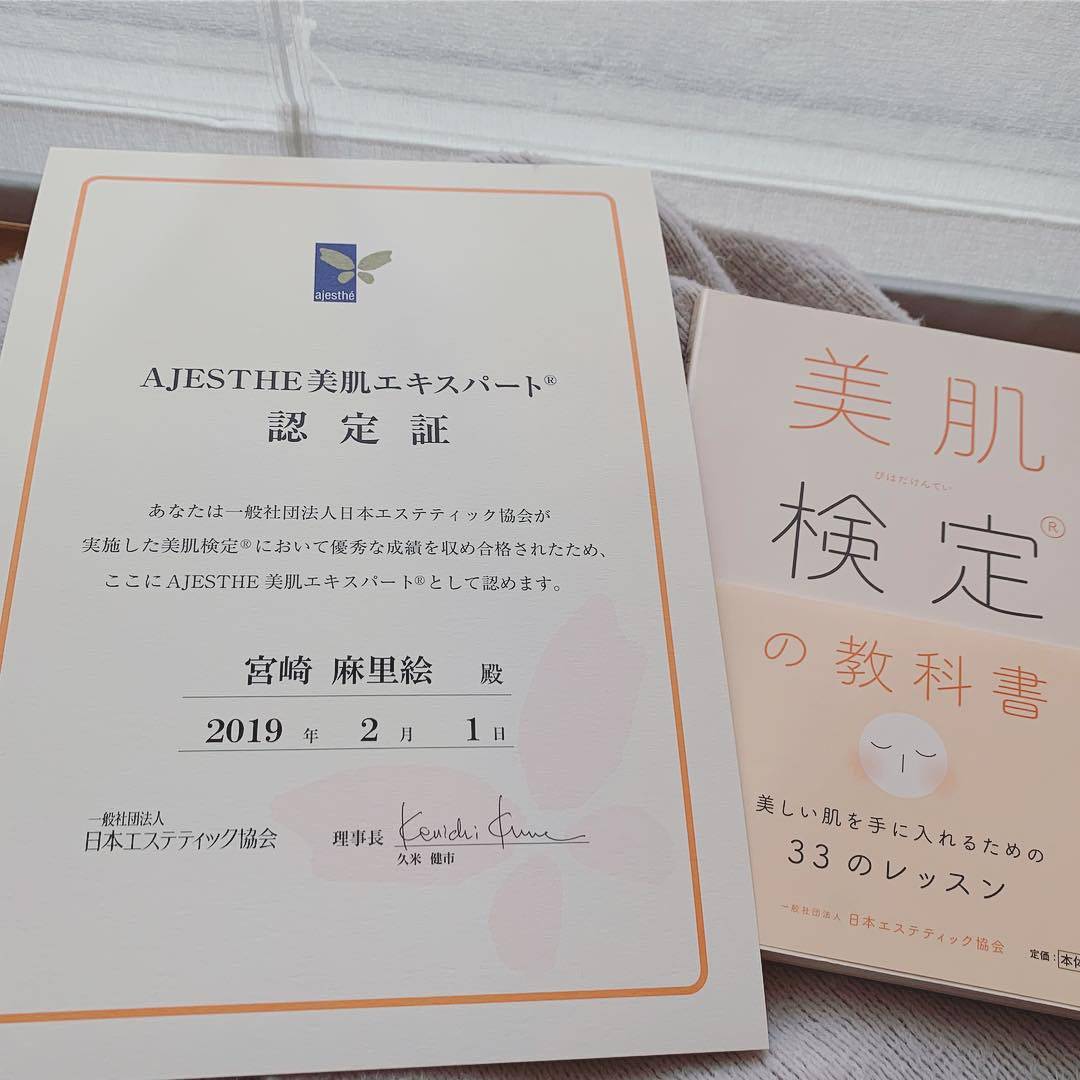 ajesthé
AJESTHE美肌エキスパート®
認定証
あなたは一般社団法人日本エステティック協会が
実施した美肌検定®において優秀な成績を収め合格されたため、
ここにAJESTHE 美肌エキスパート®として認めます。
宮崎 麻里絵 殿
2019 年 2 月 1 日
一般社団法人
日本エステティック協会
理事長 Kenichi Kume
久米 健市
美肌
びはだけんてい
検定®
の教科書
美しい肌を手に入れるための
33のレッスン
一般社団法人 日本エステティック協会
定価：本体